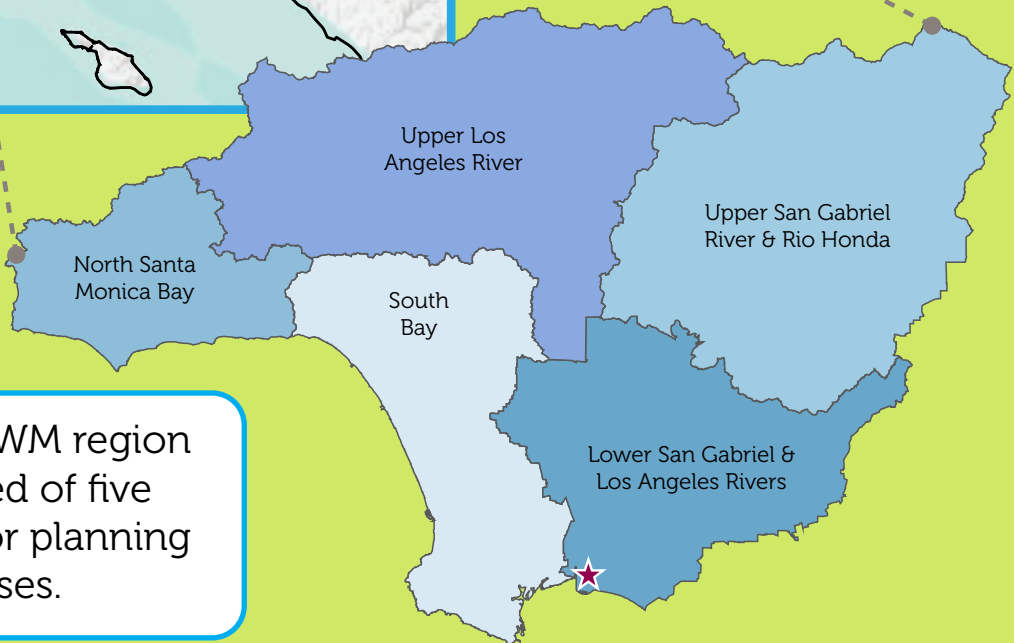 Upper Los
Angeles River
Upper San Gabriel
River & Rio Honda
North Santa
Monica Bay
South
Bay
Lower San Gabriel &
Los Angeles Rivers
WM region
ed of five
or planning
ses.